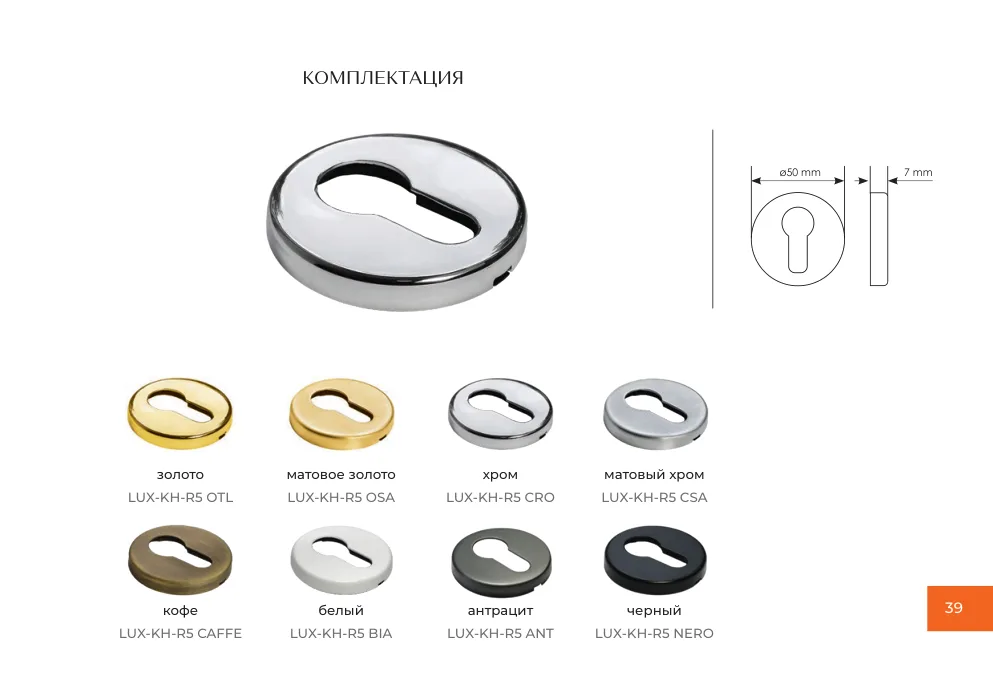 КОМПЛЕКТАЦИЯ
ø50 mm
7 mm
золото
матовое золото
хром
матовый хром
LUX-KH-R5 OTL
LUX-KH-R5 OSA
LUX-KH-R5 CRO
LUX-KH-R5 CSA
кофе
белый
антрацит
черный
LUX-KH-R5 CAFFE
LUX-KH-R5 BIA
LUX-KH-R5 ANT
LUX-KH-R5 NERO
39